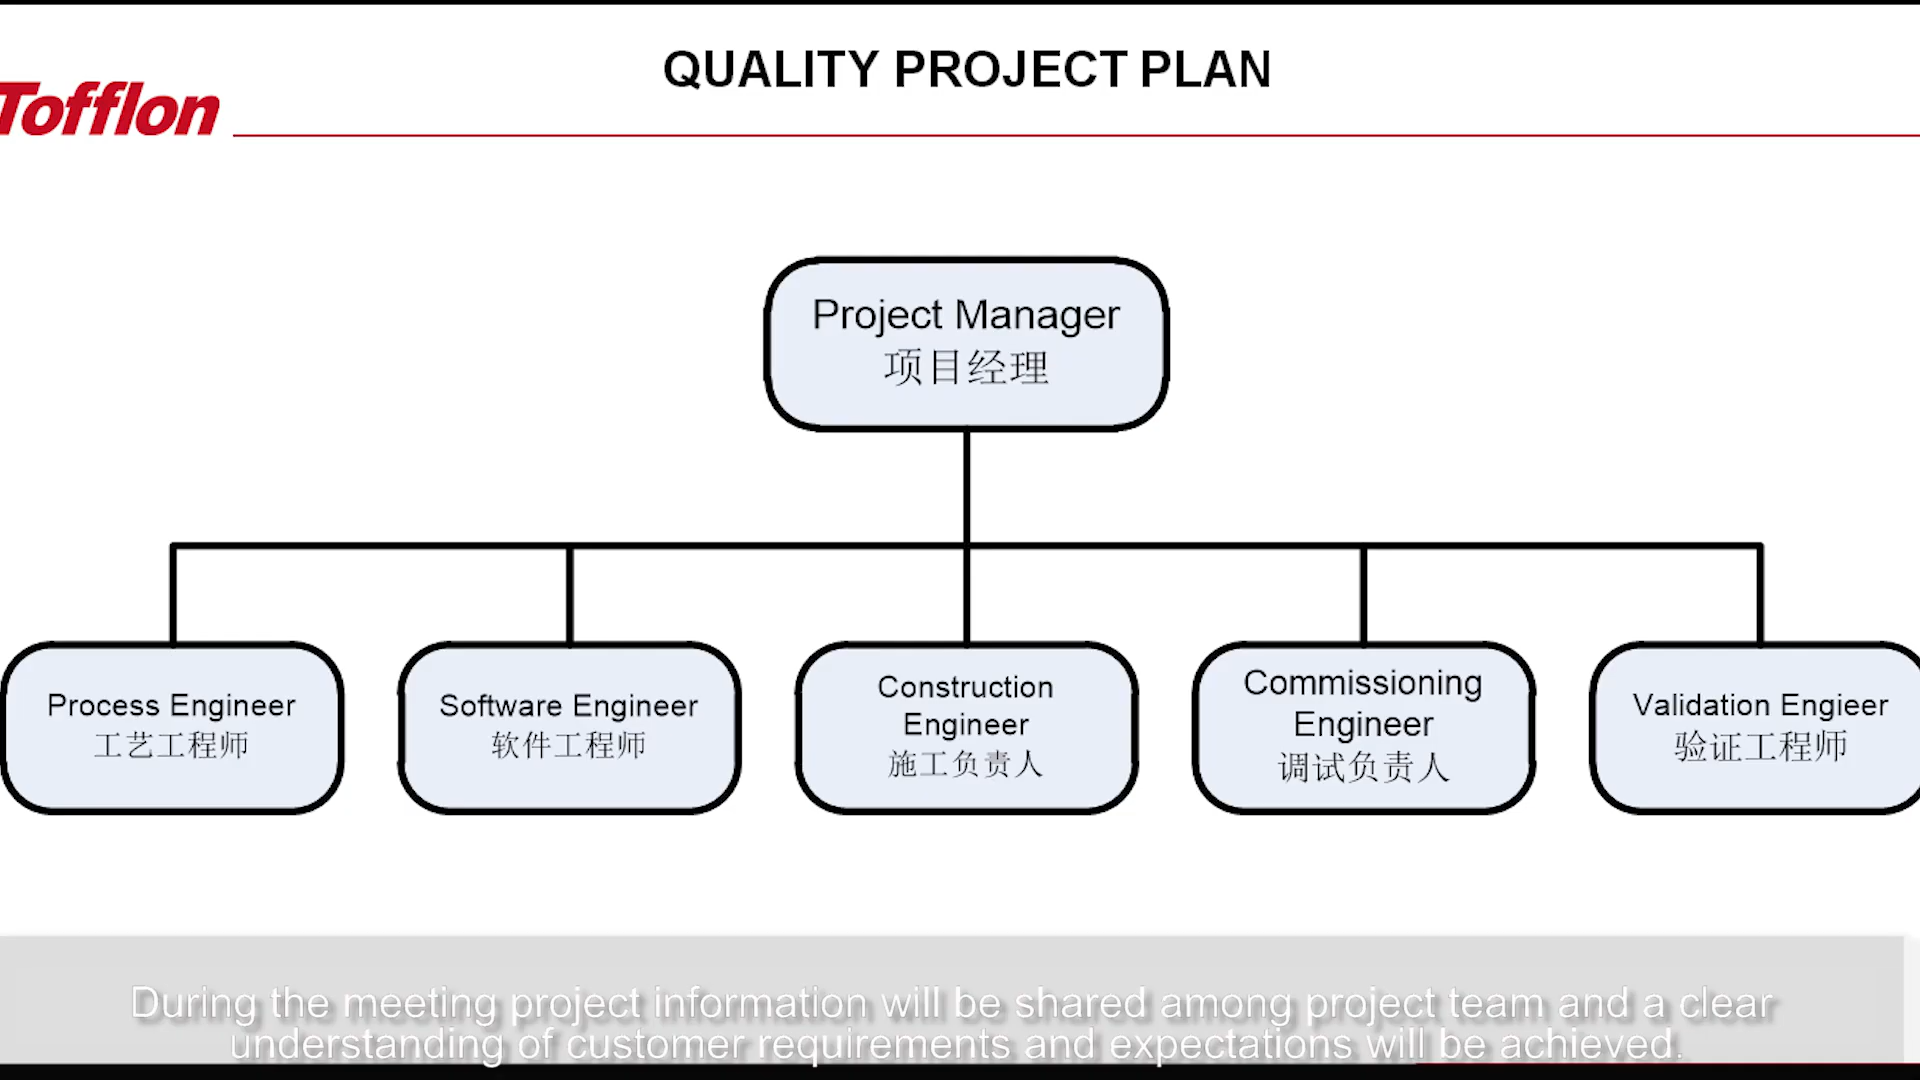 QUALITY PROJECT PLAN
Tofflon
Project Manager
项目经理
Process Engineer
工艺工程师
Software Engineer
软件工程师
Construction
Engineer
施工负责人
Commissioning
Engineer
调试负责人
Validation Engieer
验证工程师
During the meeting project information will be shared among project team and a clear
understanding of customer requirements and expectations will be achieved.